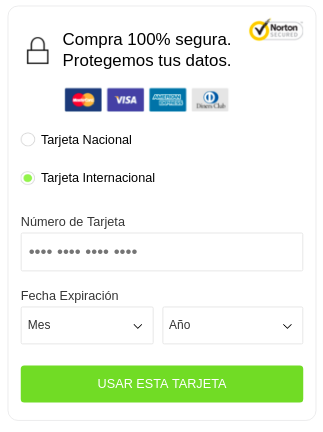 Compra 100% segura.
Protegemos tus datos.
Norton
SECURED
MasterCard
VISA
AMERICAN EXPRESS
Diners Club
Tarjeta Nacional
Tarjeta Internacional
Número de Tarjeta
•••• •••• •••• ••••
Fecha Expiración
Mes
Año
USAR ESTA TARJETA